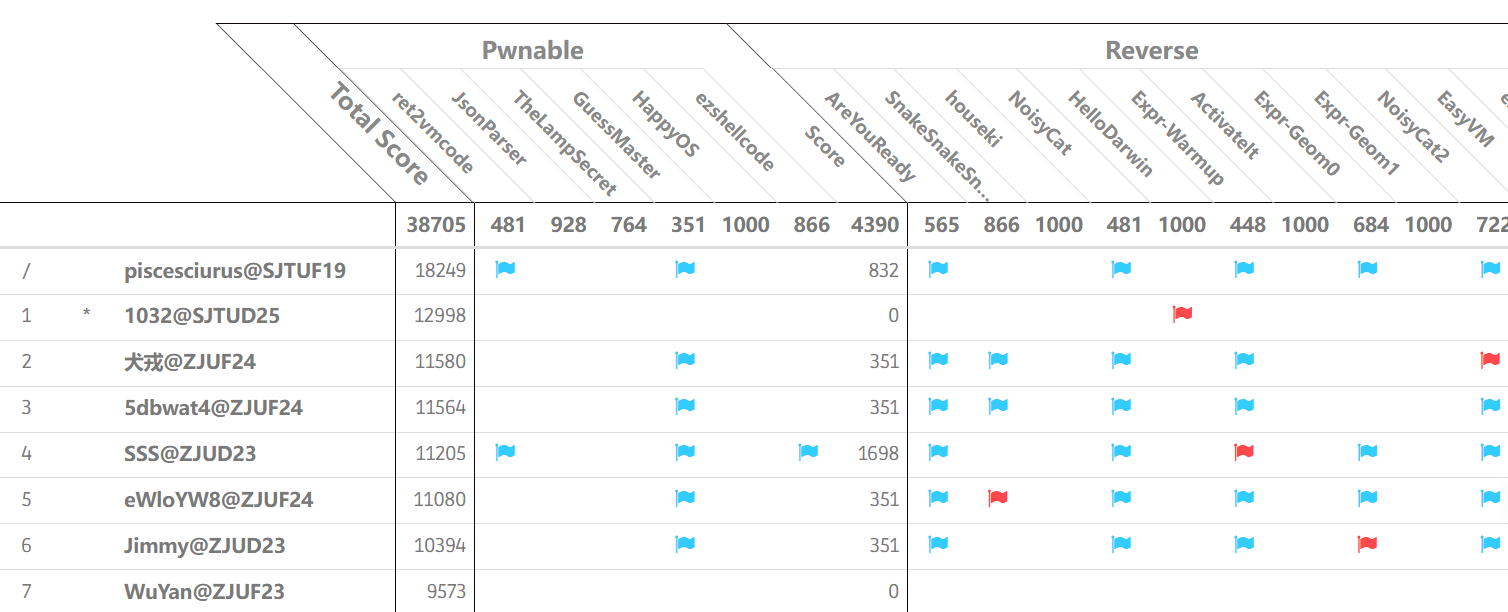 Pwnable Reverse
Total Score ret2vmcode JsonParser TheLampSecret GuessMaster HappyOS ezshellcode Score AreYouReady SnakeSnakeSn... houseki NoisyCat HelloDarwin Expr-Warmup ActivateIt Expr-Geom0 Expr-Geom1 NoisyCat2 EasyVM
38705 481 928 764 351 1000 866 4390 565 866 1000 481 1000 448 1000 684 1000 722
/ piscesciurus@SJTUF19 18249 832
1 * 1032@SJTUD25 12998 0
2 犬戎@ZJUF24 11580 351
3 5dbwat4@ZJUF24 11564 351
4 SSS@ZJUD23 11205 1698
5 eWloYW8@ZJUF24 11080 351
6 Jimmy@ZJUD23 10394 351
7 WuYan@ZJUF23 9573 0